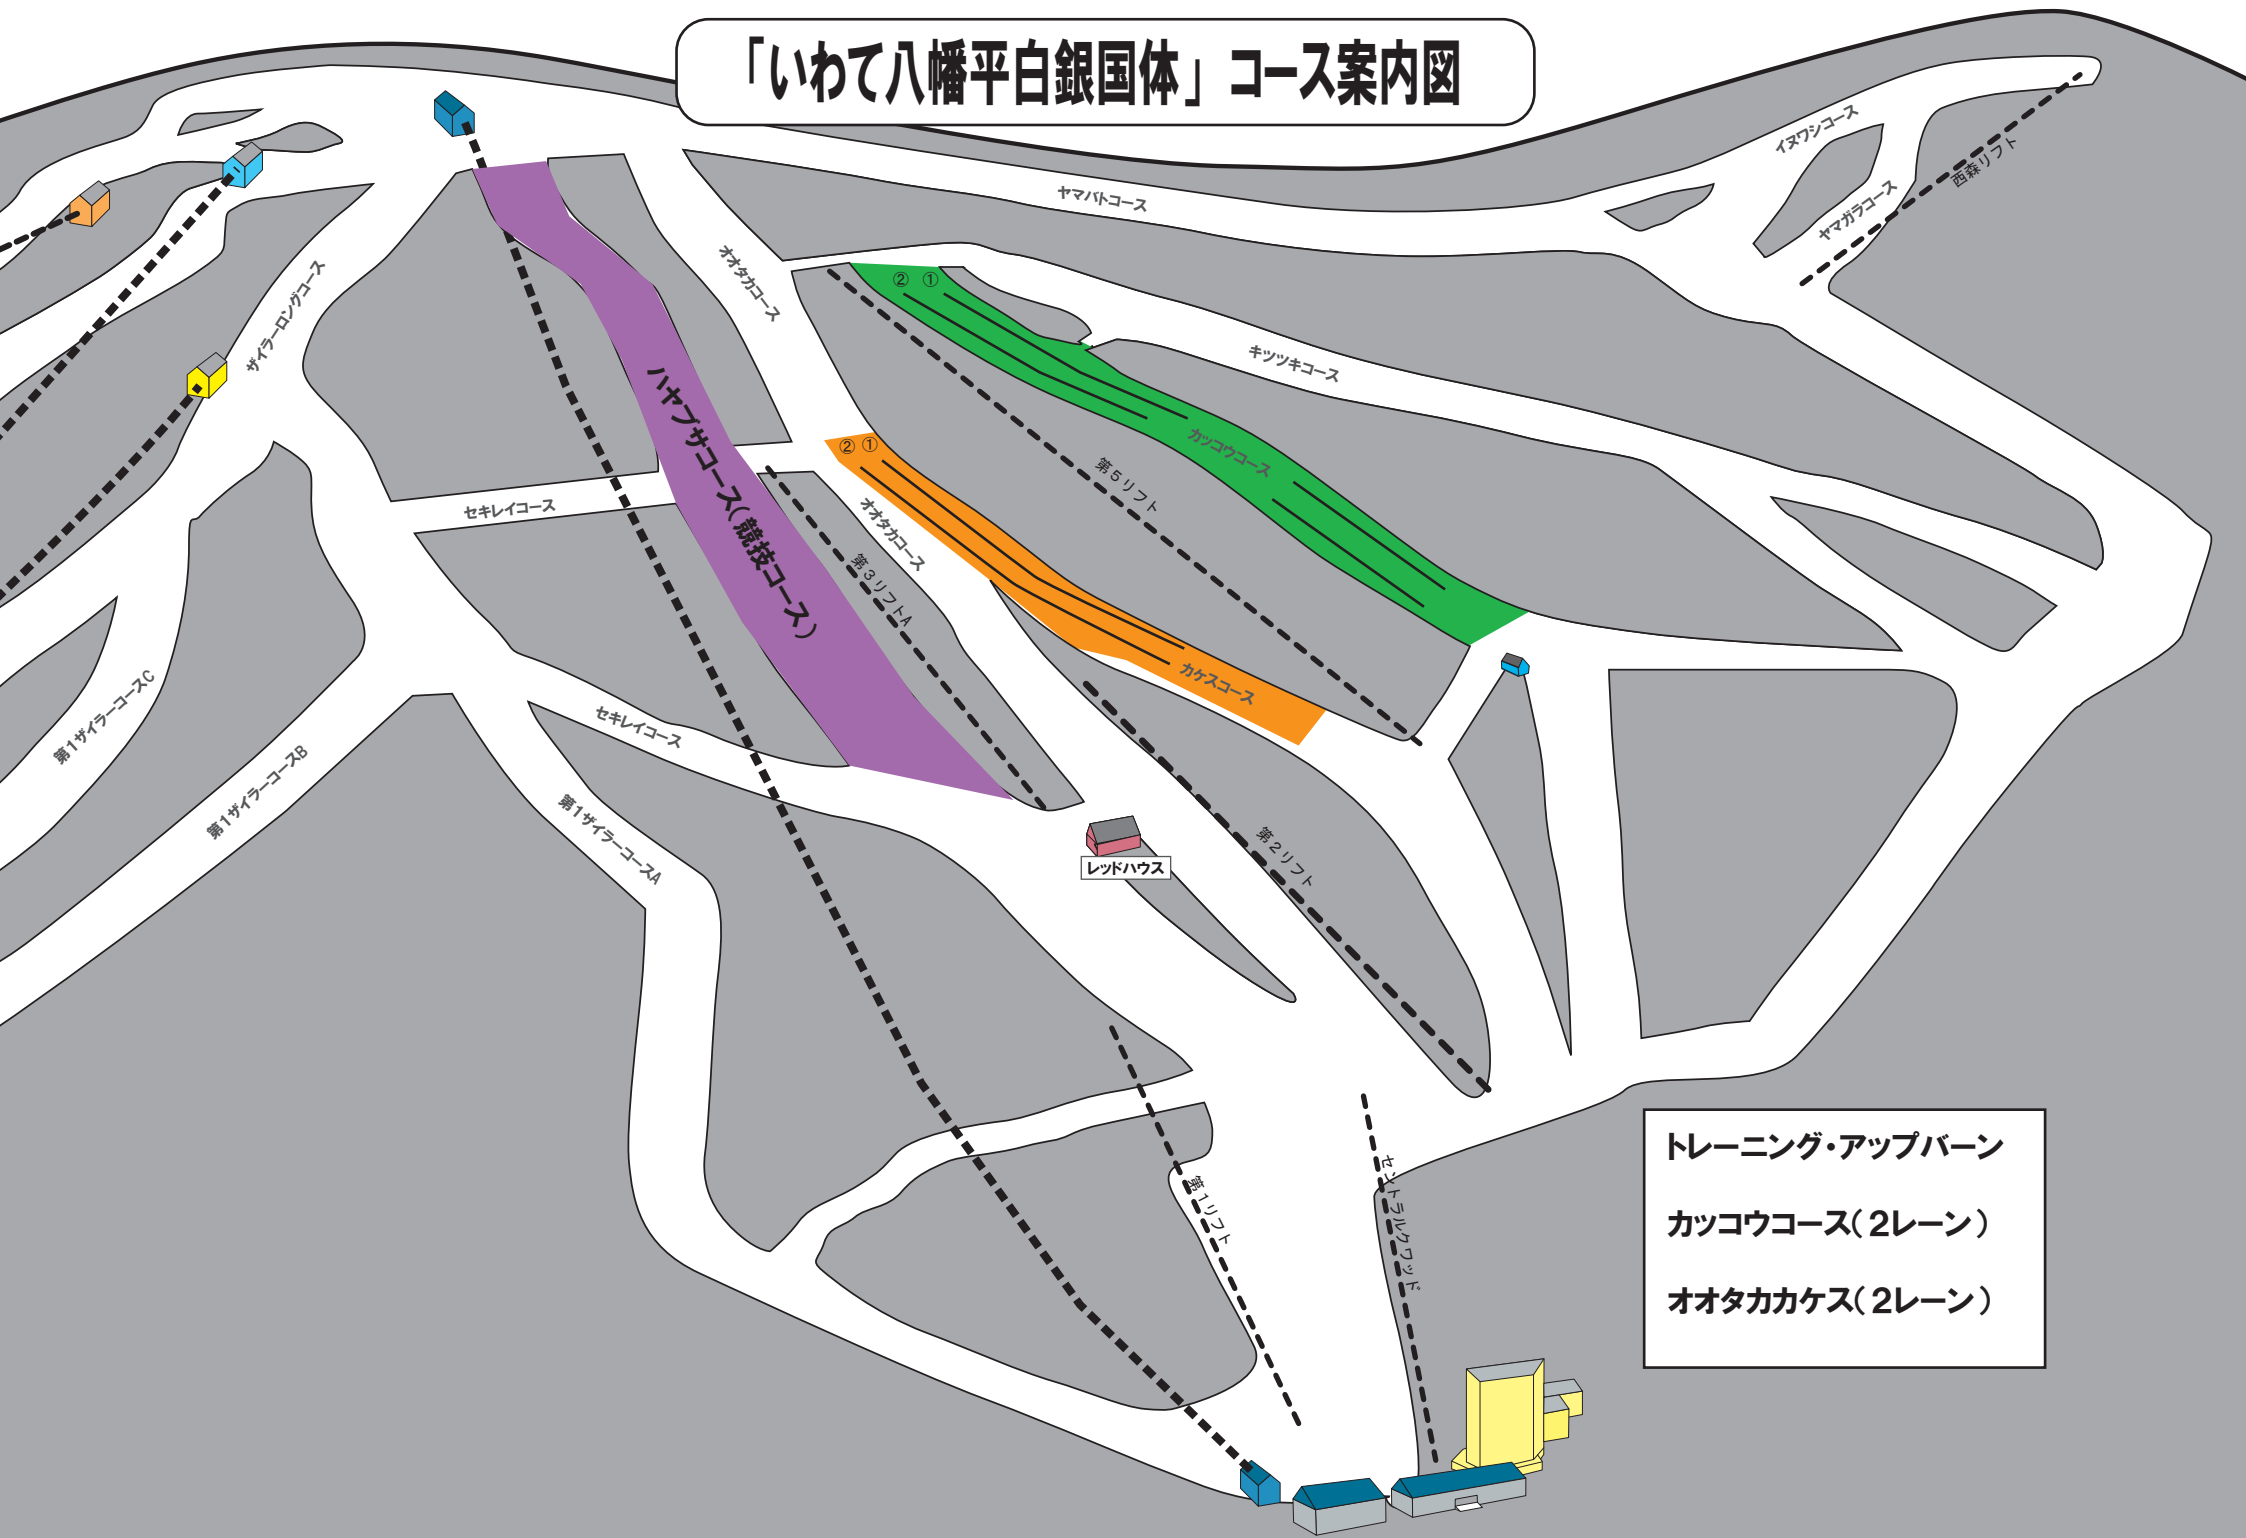 「いわて八幡平白銀国体」コース案内図
イヌワシコース
西森リフト
ヤマバトコース
ヤマガラコース
オオタカコース
ザイラーロングコース
② ①
キツツキコース
ハヤブサコース(競技コース)
② ①
カッコウコース
第5リフト
セキレイコース
オオタカコース
第3リフトA
カケスコース
第1ザイラーコースC
セキレイコース
第1ザイラーコースB
第1ザイラーコースA
レッドハウス
第2リフト
第1リフト
セントラルクワッド
トレーニング・アップバーン
カッコウコース(2レーン)
オオタカカケス(2レーン)